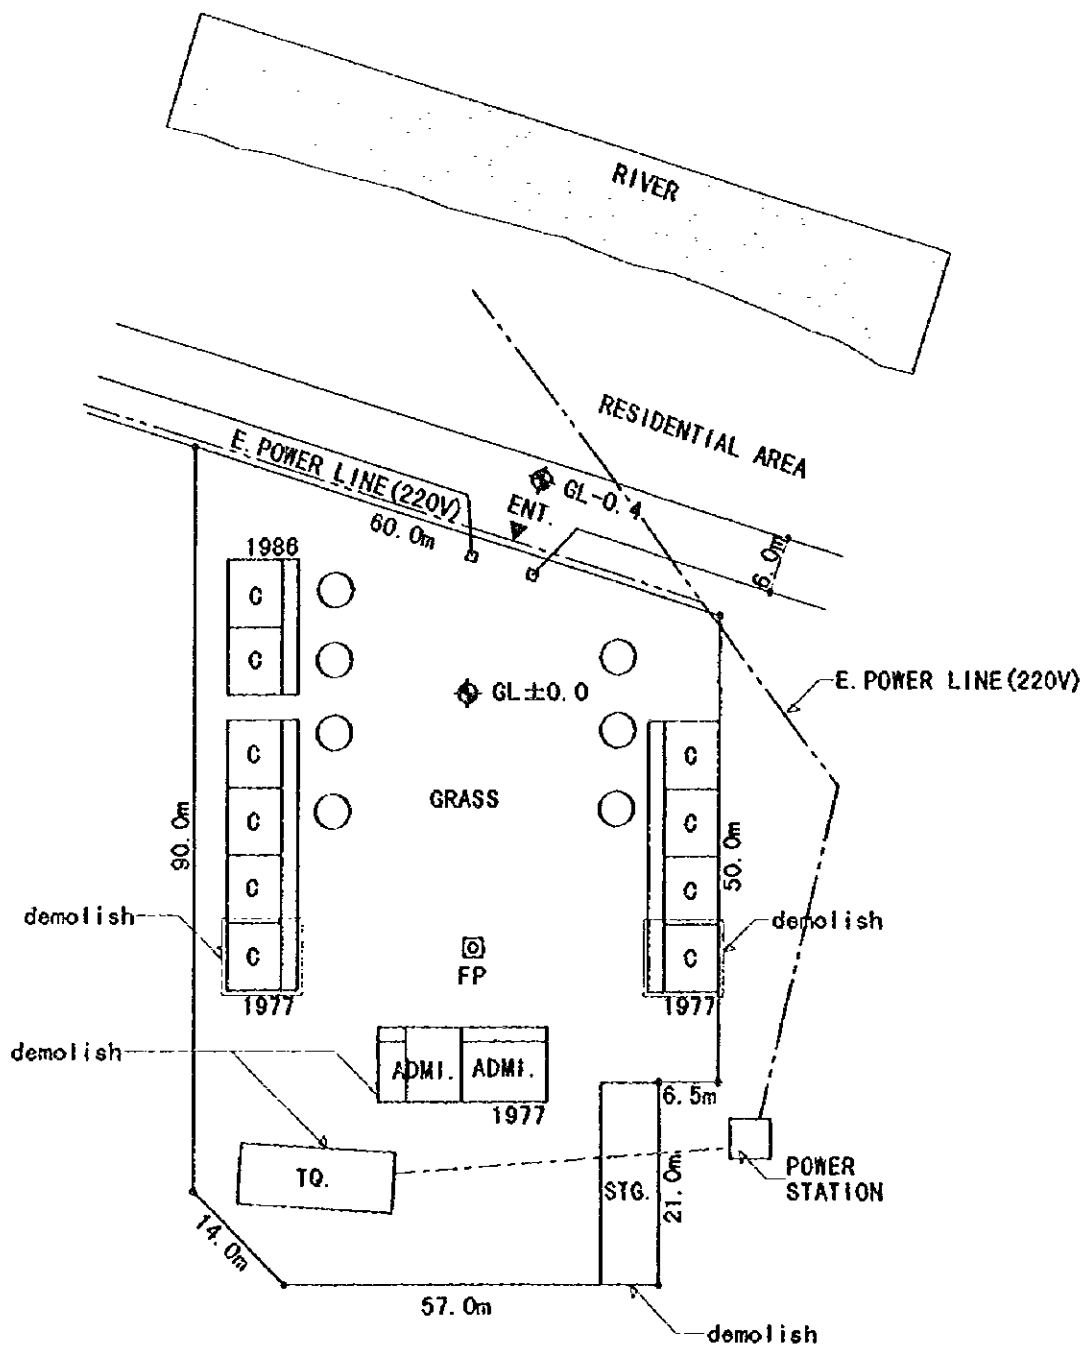 RIVER
RESIDENTIAL AREA
E. POWER LINE(220V)
GL-0.4
ENT.
60.0m
6.0m
1986
C
C
GL±0.0
E. POWER LINE(220V)
C
C
C
C
GRASS
C
C
C
C
90.0m
50.0m
demolish
demolish
FP
1977
1977
demolish
ADMI.
ADMI.
1977
6.5m
TQ.
STG.
21.0m
POWER
STATION
14.0m
57.0m
demolish